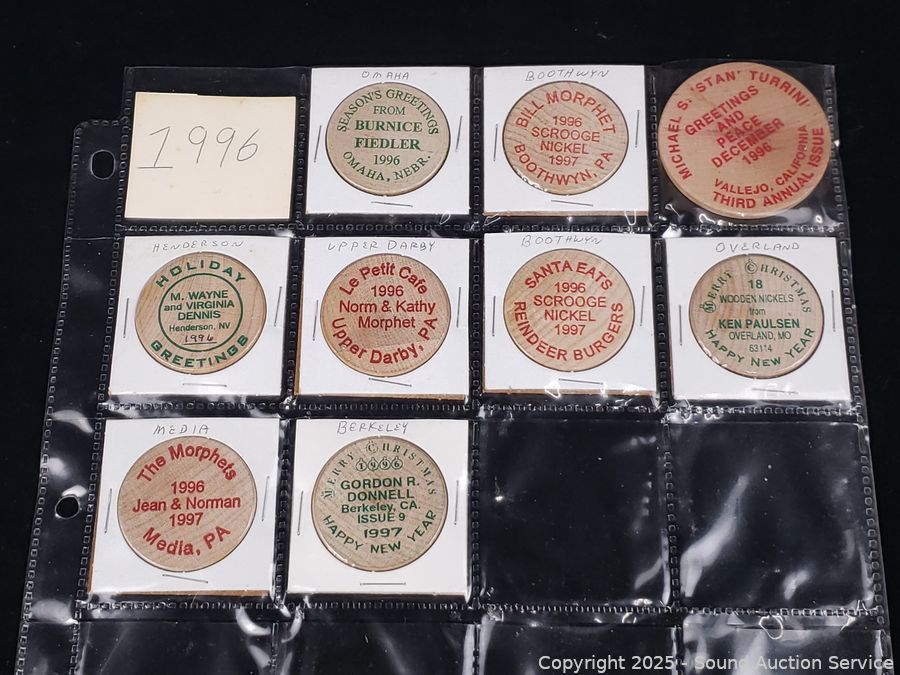 1996
OMAHA
SEASON'S GREETINGS
FROM
BURNICE
FIEDLER
1996
OMAHA, NEBR.
BOOTHWYN
BILL MORPHET
1996
SCROOGE
NICKEL
1997
BOOTHWYN, PA
MICHAEL S. 'STAN' TURRINI
GREETINGS
AND
PEACE
DECEMBER
1996
VALLEJO, CALIFORNIA
THIRD ANNUAL ISSUE
HENDERSON
HOLIDAY
M. WAYNE
and VIRGINIA
DENNIS
Henderson, NV
1996
GREETINGS
UPPER DARBY
Le Petit Cafe
1996
Norm & Kathy
Morphet
Upper Darby, PA
BOOTHWYN
SANTA EATS
1996
SCROOGE
NICKEL
1997
REINDEER BURGERS
OVERLAND
MERRY CHRISTMAS
18
WOODEN NICKELS
from
KEN PAULSEN
OVERLAND, MO
63114
HAPPY NEW YEAR
MEDIA
The Morphets
1996
Jean & Norman
1997
Media, PA
BERKELEY
MERRY CHRISTMAS
1996
GORDON R.
DONNELL
Berkeley, CA.
ISSUE 9
1997
HAPPY NEW YEAR
Copyright 2025 - Sound Auction Service